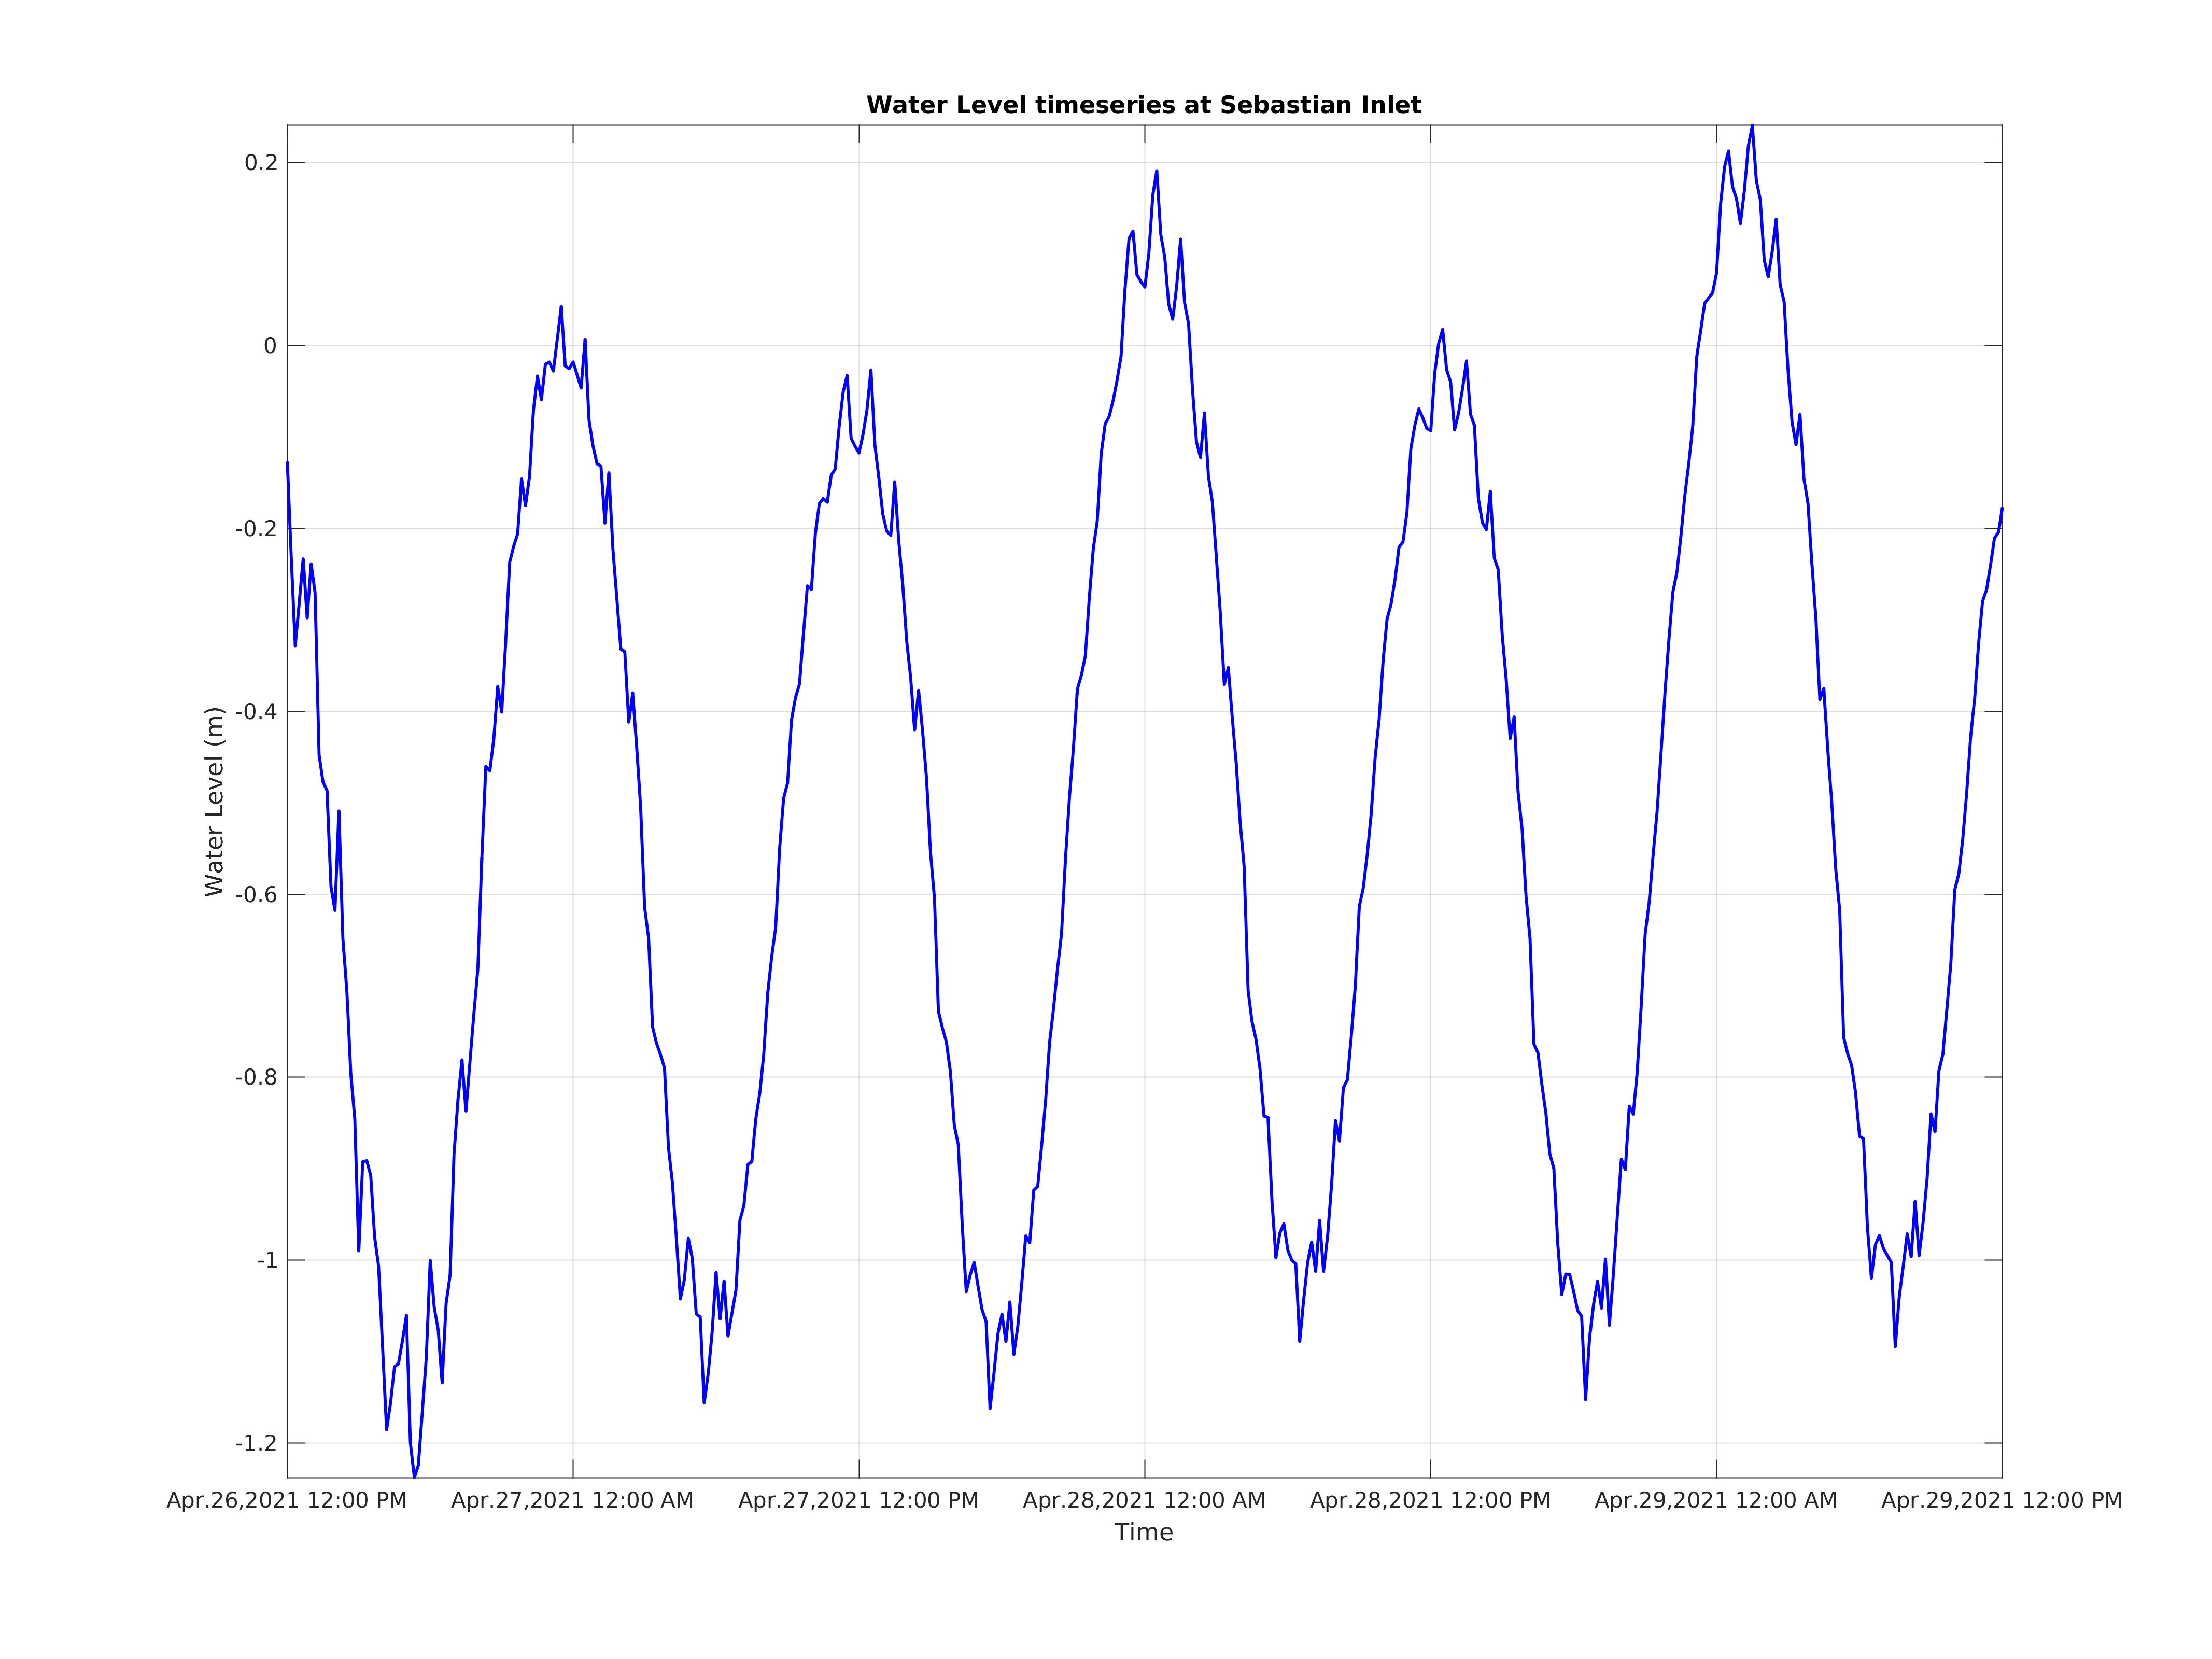 Water Level timeseries at Sebastian Inlet
0.2
0
-0.2
-0.4
-0.6
-0.8
-1
-1.2
Water Level (m)
Apr.26,2021 12:00 PM
Apr.27,2021 12:00 AM
Apr.27,2021 12:00 PM
Apr.28,2021 12:00 AM
Apr.28,2021 12:00 PM
Apr.29,2021 12:00 AM
Apr.29,2021 12:00 PM
Time